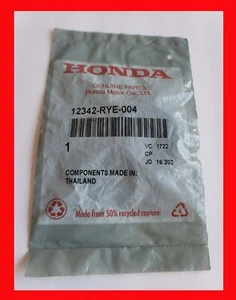 HONDA
GENUINE PARTS
Honda Motor Co., Ltd.
12342-RYE-004
1
VC 1722
CP
JD 16 202
COMPONENTS MADE IN:
THAILAND
Made from 50% recycled content